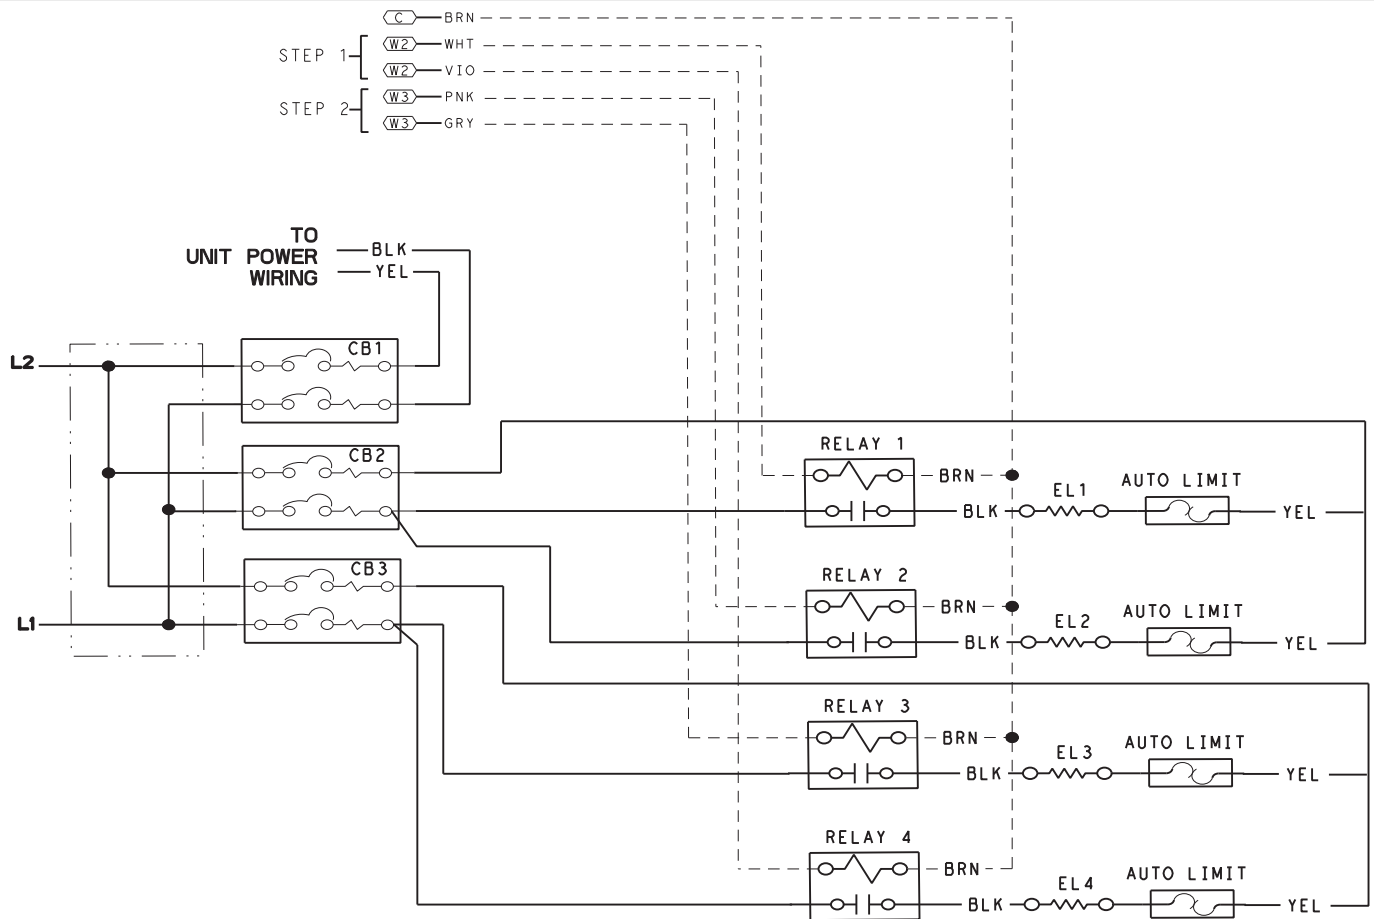 C BRN
STEP 1 W2 WHT
W2 VIO
STEP 2 W3 PNK
W3 GRY
TO
UNIT POWER
WIRING
BLK
YEL
L2
CB1
CB2
CB3
L1
RELAY 1
BRN
AUTO LIMIT
EL1
BLK
YEL
RELAY 2
BRN
AUTO LIMIT
EL2
BLK
YEL
RELAY 3
BRN
AUTO LIMIT
EL3
BLK
YEL
RELAY 4
BRN
AUTO LIMIT
EL4
BLK
YEL